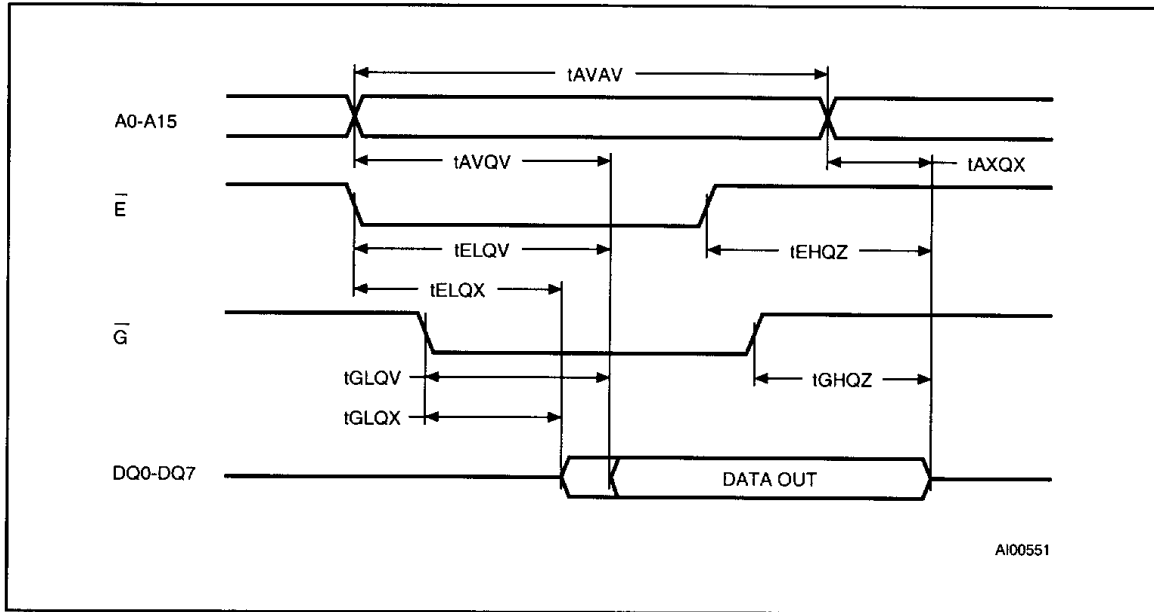 tAVAV
A0-A15
tAVQV
tAXQX
E
tELQV
tEHQZ
tELQX
G
tGLQV
tGHQZ
tGLQX
DQ0-DQ7
DATA OUT
AI00551